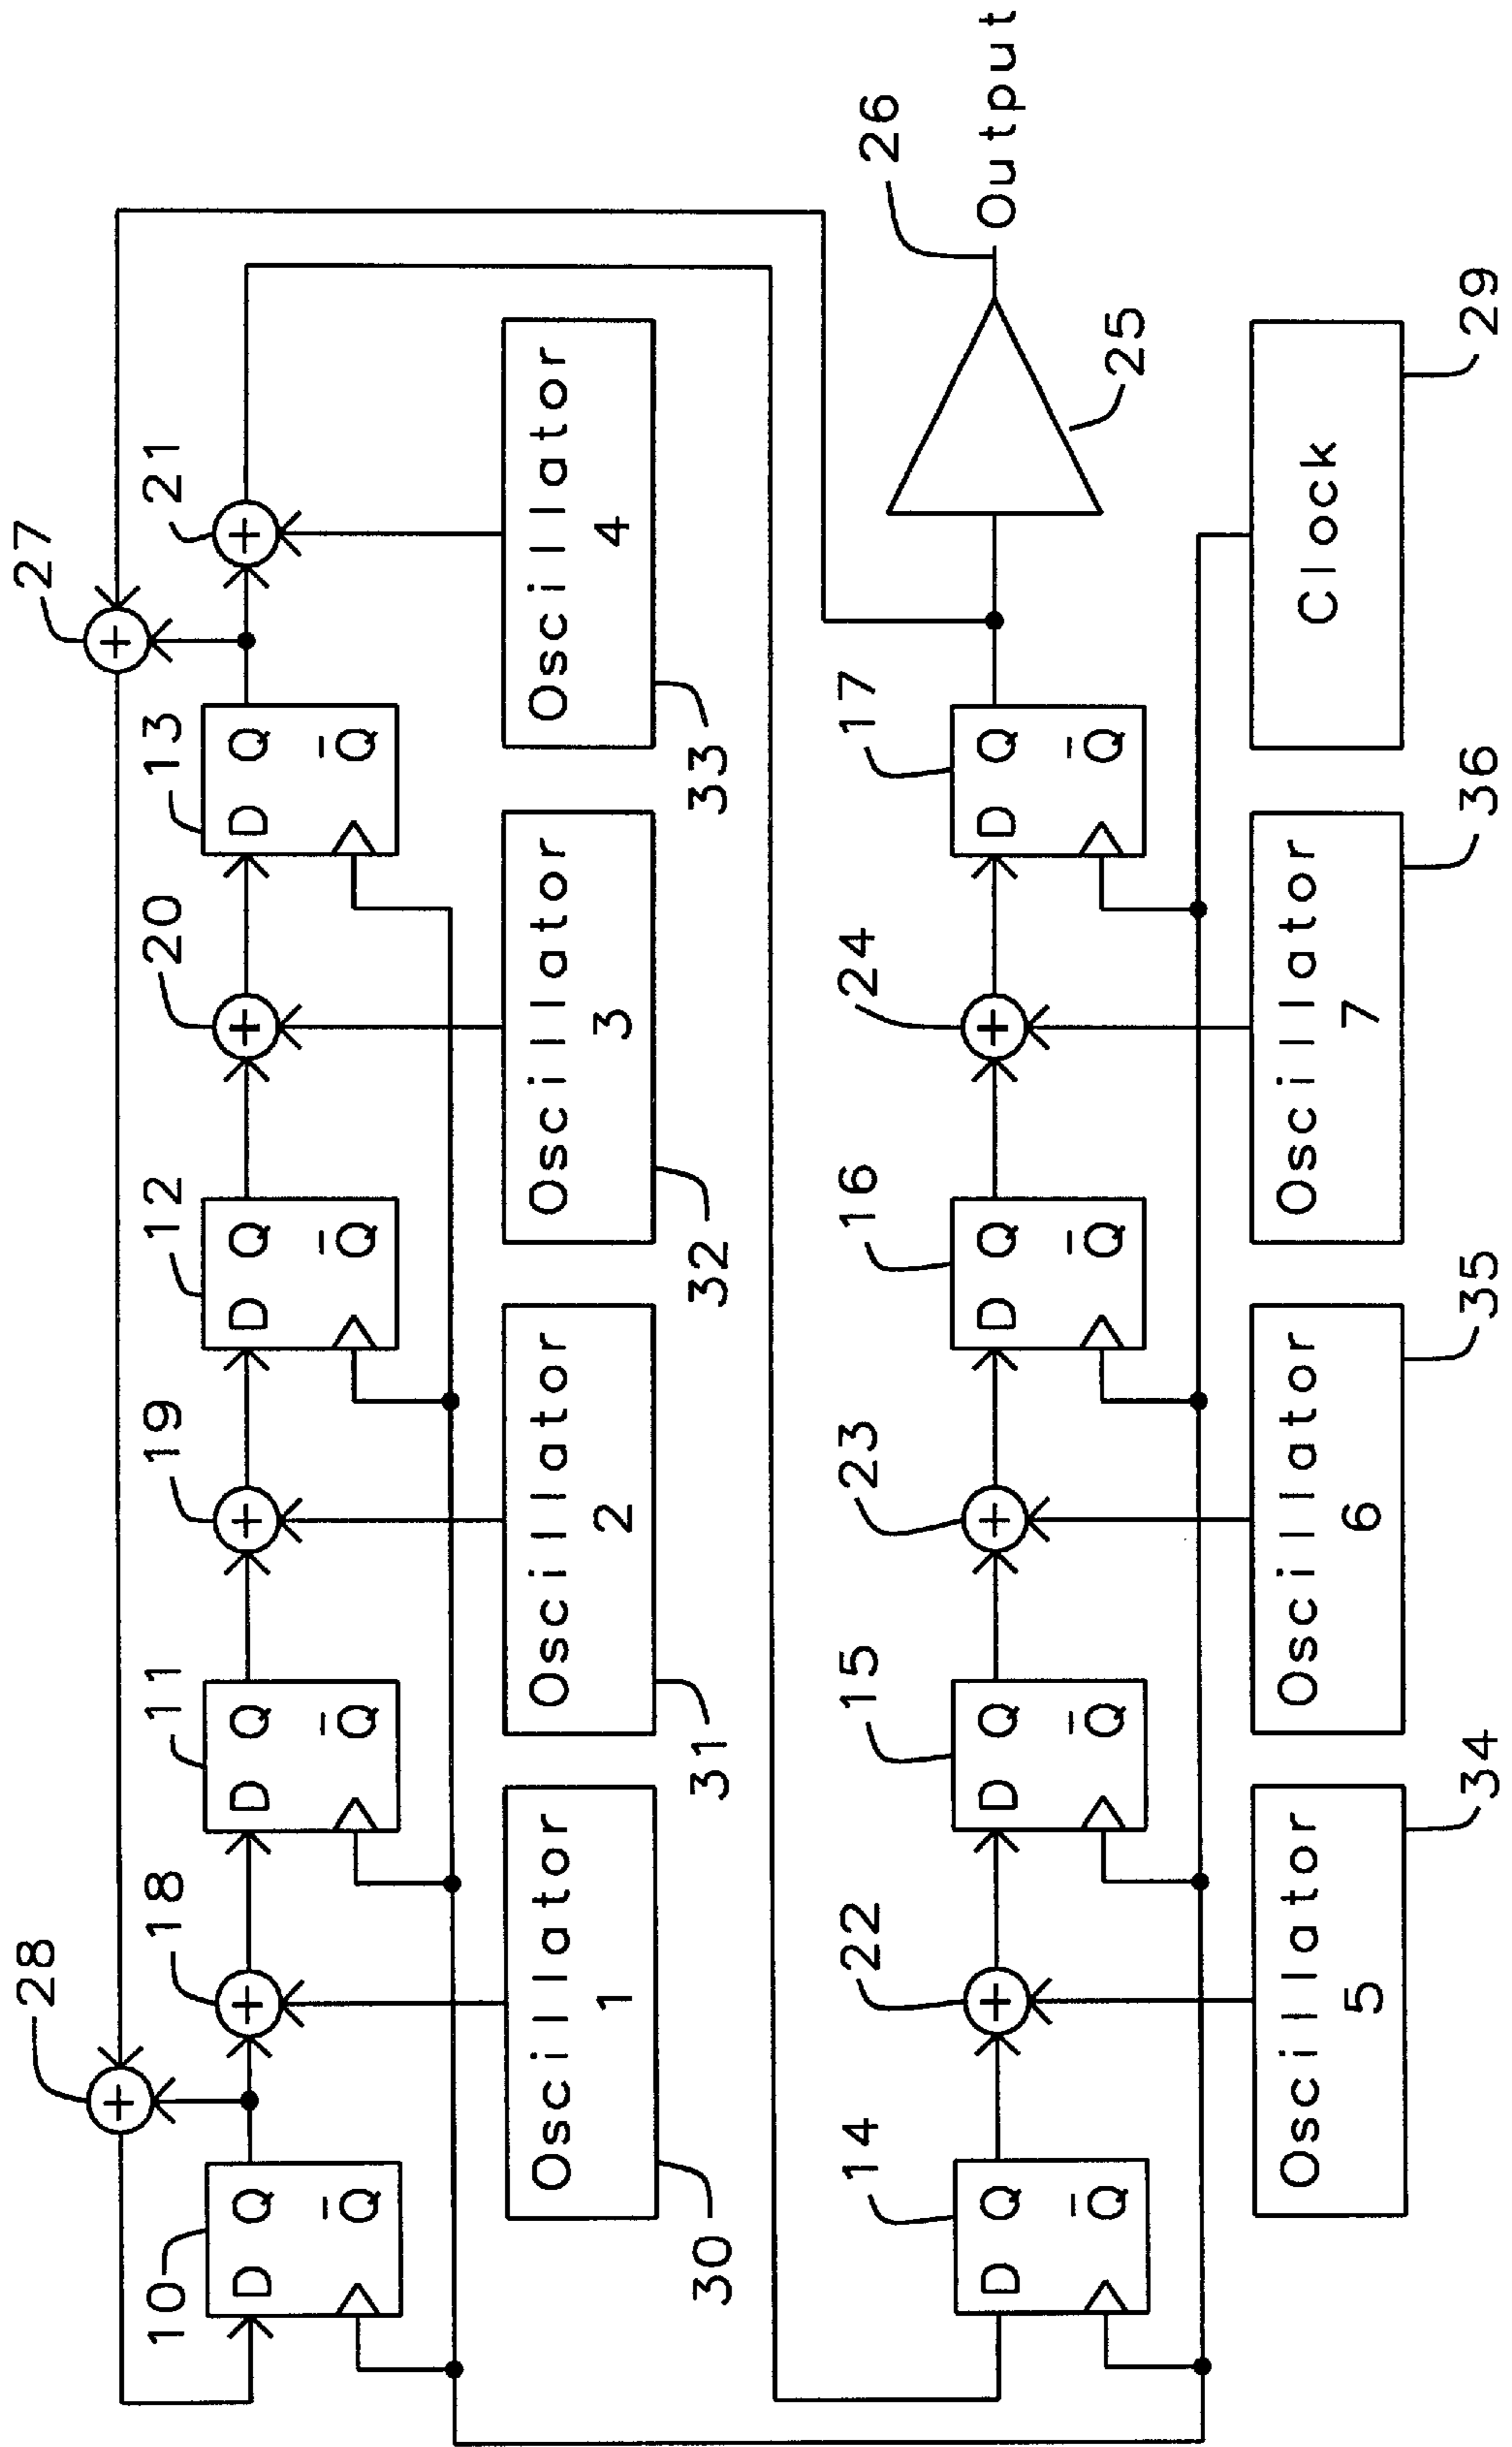 27
28
10
18
11
19
12
20
13
21
D Q
Q̅
D Q
Q̅
D Q
Q̅
D Q
Q̅
+
+
+
+
+
+
Oscillator
1
Oscillator
2
Oscillator
3
Oscillator
4
30
31
32
33
14
22
15
23
16
24
17
26
D Q
Q̅
D Q
Q̅
D Q
Q̅
D Q
Q̅
+
+
+
Output
25
Oscillator
5
Oscillator
6
Oscillator
7
Clock
34
35
36
29